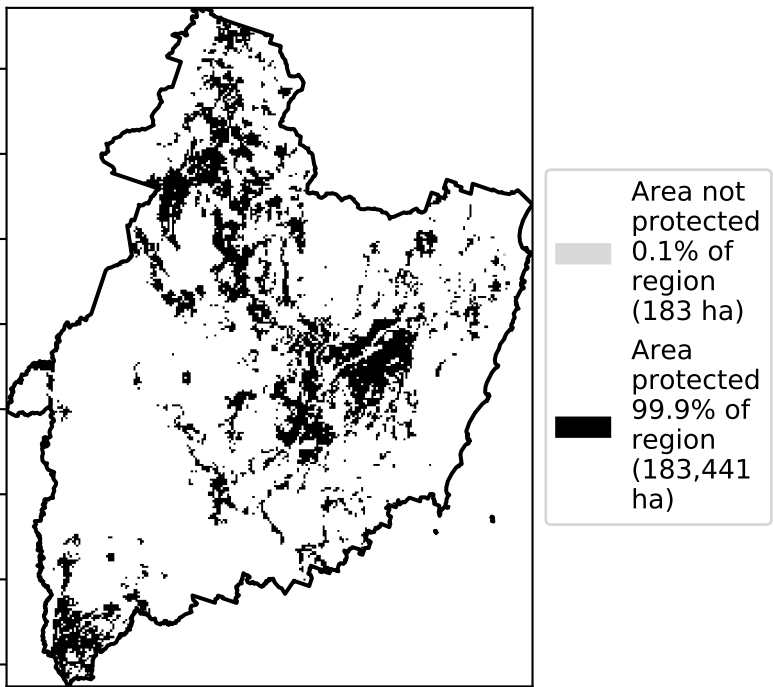 Area not
protected
0.1% of
region
(183 ha)
Area
protected
99.9% of
region
(183,441
ha)